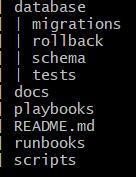 | database
| | migrations
| | rollback
| | schema
| | tests
| docs
| playbooks
| README.md
| runbooks
| scripts